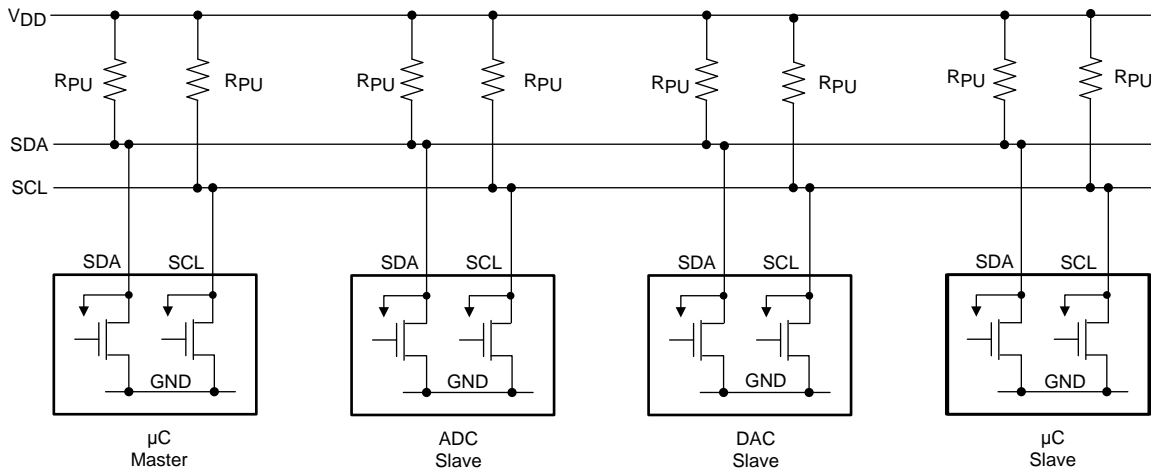 VDD
RPU RPU RPU RPU RPU RPU RPU RPU
SDA
SCL
SDA SCL SDA SCL SDA SCL SDA SCL
GND GND GND GND
µC
Master
ADC
Slave
DAC
Slave
µC
Slave